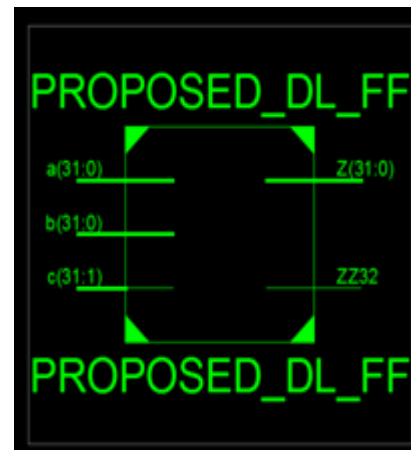 PROPOSED_DL_FF
a(31:0) Z(31:0)
b(31:0)
c(31:1) ZZ32
PROPOSED_DL_FF